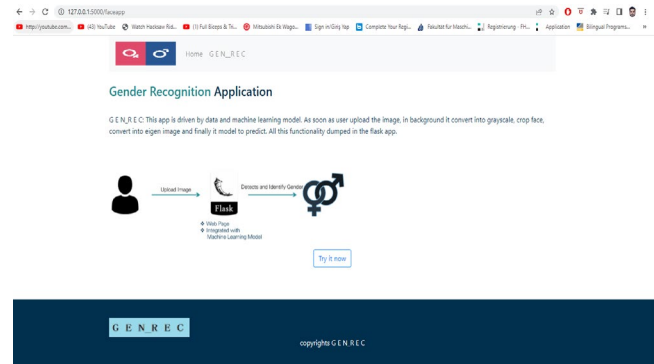 127.0.0.1:5000/faceapp
http://youtube.com... (43) YouTube Watch Hacksaw Rid... (1) Full Biceps & Tri... Mitsubishi Ek Wago... Sign in/Giriş Yap Complete Your Regi... Fakultät für Maschi... Registrierung - FH... Application Bilingual Programs... »
Home G E N_R E C
Gender Recognition Application
G E N_R E C: This app is driven by data and machine learning model. As soon as user upload the image, in background it convert into grayscale, crop face,
convert into eigen image and finally it model to predict. All this functionality dumped in the flask app.
Upload Image
Detects and Identify Gender
Flask
❖ Web Page
❖ Integrated with
Machine Learning Model
Try it now
G E N_R E C
copyrights G E N_R E C